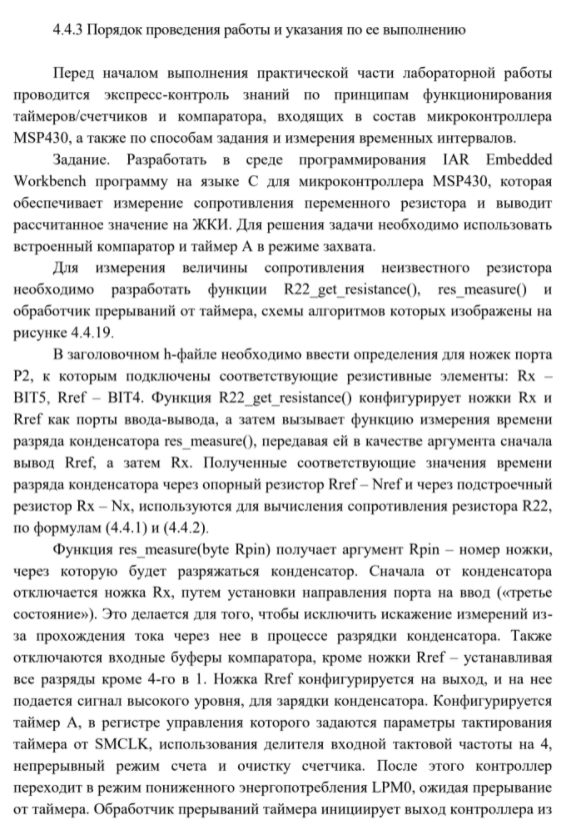 4.4.3 Порядок проведения работы и указания по ее выполнению
Перед началом выполнения практической части лабораторной работы
проводится экспресс-контроль знаний по принципам функционирования
таймеров/счетчиков и компаратора, входящих в состав микроконтроллера
MSP430, а также по способам задания и измерения временных интервалов.
Задание. Разработать в среде программирования IAR Embedded
Workbench программу на языке С для микроконтроллера MSP430, которая
обеспечивает измерение сопротивления переменного резистора и выводит
рассчитанное значение на ЖКИ. Для решения задачи необходимо использовать
встроенный компаратор и таймер А в режиме захвата.
Для измерения величины сопротивления неизвестного резистора
необходимо разработать функции R22_get_resistance(), res_measure() и
обработчик прерываний от таймера, схемы алгоритмов которых изображены на
рисунке 4.4.19.
В заголовочном h-файле необходимо ввести определения для ножек порта
P2, к которым подключены соответствующие резистивные элементы: Rx –
BIT5, Rref – BIT4. Функция R22_get_resistance() конфигурирует ножки Rx и
Rref как порты ввода-вывода, а затем вызывает функцию измерения времени
разряда конденсатора res_measure(), передавая ей в качестве аргумента сначала
вывод Rref, а затем Rx. Полученные соответствующие значения времени
разряда конденсатора через опорный резистор Rref – Nref и через подстроечный
резистор Rx – Nx, используются для вычисления сопротивления резистора R22,
по формулам (4.4.1) и (4.4.2).
Функция res_measure(byte Rpin) получает аргумент Rpin – номер ножки,
через которую будет разряжаться конденсатор. Сначала от конденсатора
отключается ножка Rx, путем установки направления порта на ввод («третье
состояние»). Это делается для того, чтобы исключить искажение измерений из-
за прохождения тока через нее в процессе разрядки конденсатора. Также
отключаются входные буферы компаратора, кроме ножки Rref – устанавливая
все разряды кроме 4-го в 1. Ножка Rref конфигурируется на выход, и на нее
подается сигнал высокого уровня, для зарядки конденсатора. Конфигурируется
таймер А, в регистре управления которого задаются параметры тактирования
таймера от SMCLK, использования делителя входной тактовой частоты на 4,
непрерывный режим счета и очистку счетчика. После этого контроллер
переходит в режим пониженного энергопотребления LPM0, ожидая прерывание
от таймера. Обработчик прерываний таймера инициирует выход контроллера из